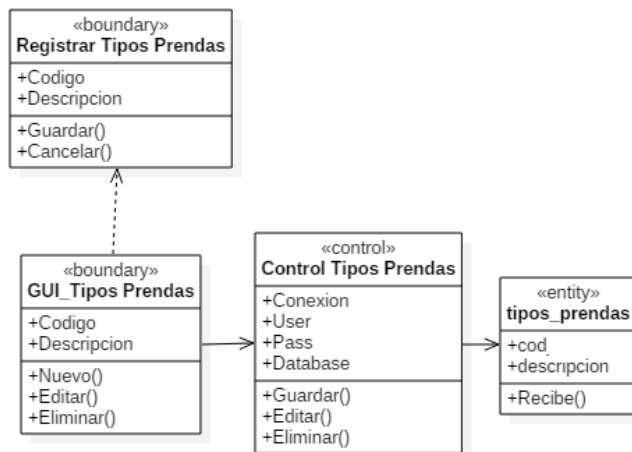 «boundary»
Registrar Tipos Prendas
+Codigo
+Descripcion
+Guardar()
+Cancelar()
«boundary»
GUI_Tipos Prendas
+Codigo
+Descripcion
+Nuevo()
+Editar()
+Eliminar()
«control»
Control Tipos Prendas
+Conexion
+User
+Pass
+Database
+Guardar()
+Editar()
+Eliminar()
«entity»
tipos_prendas
+cod_
+descripcion
+Recibe()